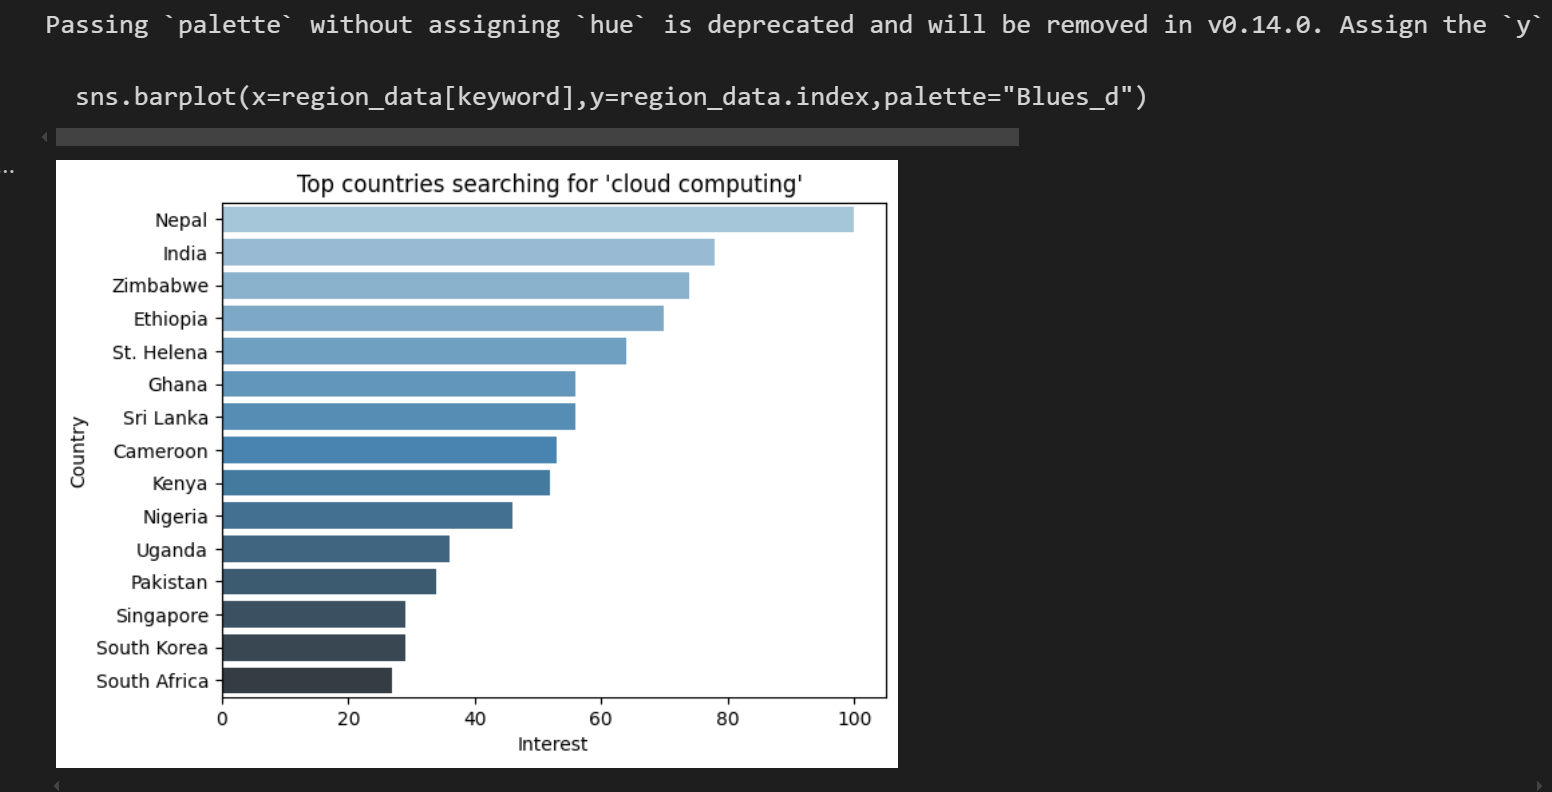 Passing `palette` without assigning `hue` is deprecated and will be removed in v0.14.0. Assign the `y`
sns.barplot(x=region_data[keyword],y=region_data.index,palette="Blues_d")
...
Top countries searching for 'cloud computing'
Nepal
India
Zimbabwe
Ethiopia
St. Helena
Ghana
Sri Lanka
Cameroon
Kenya
Nigeria
Uganda
Pakistan
Singapore
South Korea
South Africa
Country
0 20 40 60 80 100
Interest